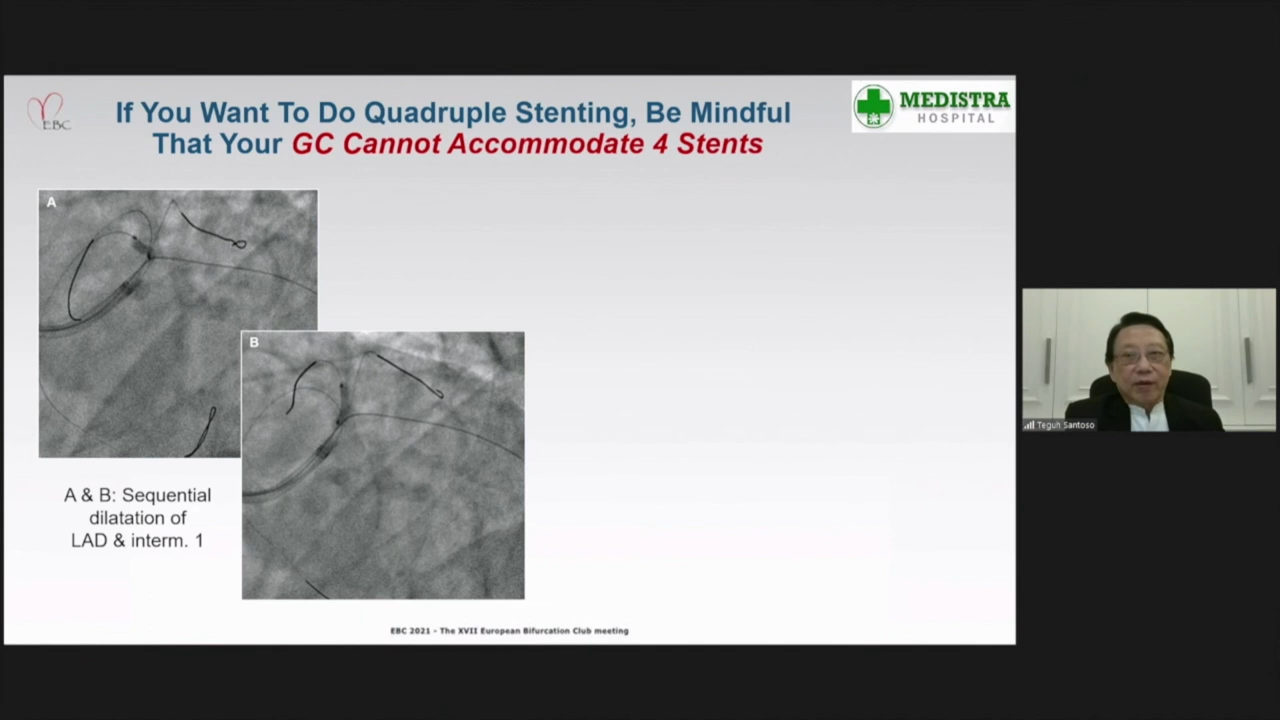 EBC
If You Want To Do Quadruple Stenting, Be Mindful
That Your GC Cannot Accommodate 4 Stents
MEDISTRA
HOSPITAL
A
B
A & B: Sequential
dilatation of
LAD & interm. 1
Teguh Santoso
EBC 2021 - The XVII European Bifurcation Club meeting